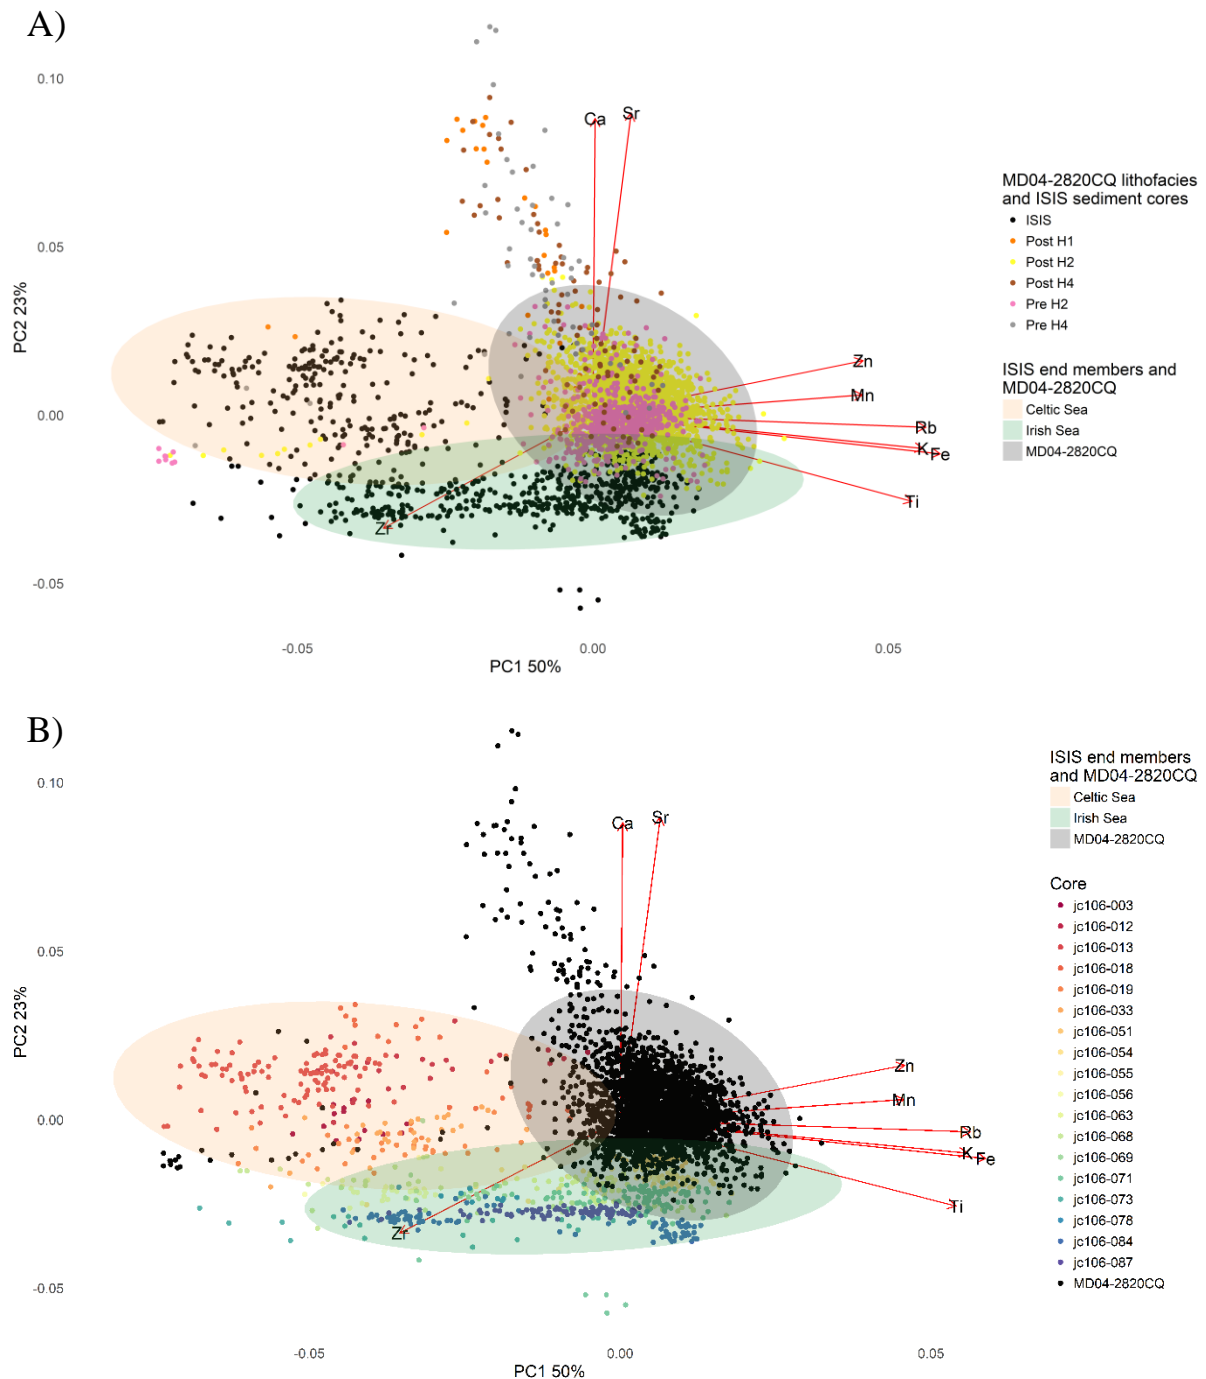 A)
0.10
0.05
0.00
-0.05
PC2 23%
Ca
Sr
Zn
Mn
Rb
K
Fe
Ti
Zr
-0.05
0.00
0.05
PC1 50%
MD04-2820CQ lithofacies
and ISIS sediment cores
ISIS
Post H1
Post H2
Post H4
Pre H2
Pre H4
ISIS end members and
MD04-2820CQ
Celtic Sea
Irish Sea
MD04-2820CQ
B)
0.10
0.05
0.00
-0.05
PC2 23%
Ca
Sr
Zn
Mn
Rb
K
Fe
Ti
Zr
-0.05
0.00
0.05
PC1 50%
ISIS end members
and MD04-2820CQ
Celtic Sea
Irish Sea
MD04-2820CQ
Core
jc106-003
jc106-012
jc106-013
jc106-018
jc106-019
jc106-033
jc106-051
jc106-054
jc106-055
jc106-056
jc106-063
jc106-068
jc106-069
jc106-071
jc106-073
jc106-078
jc106-084
jc106-087
MD04-2820CQ